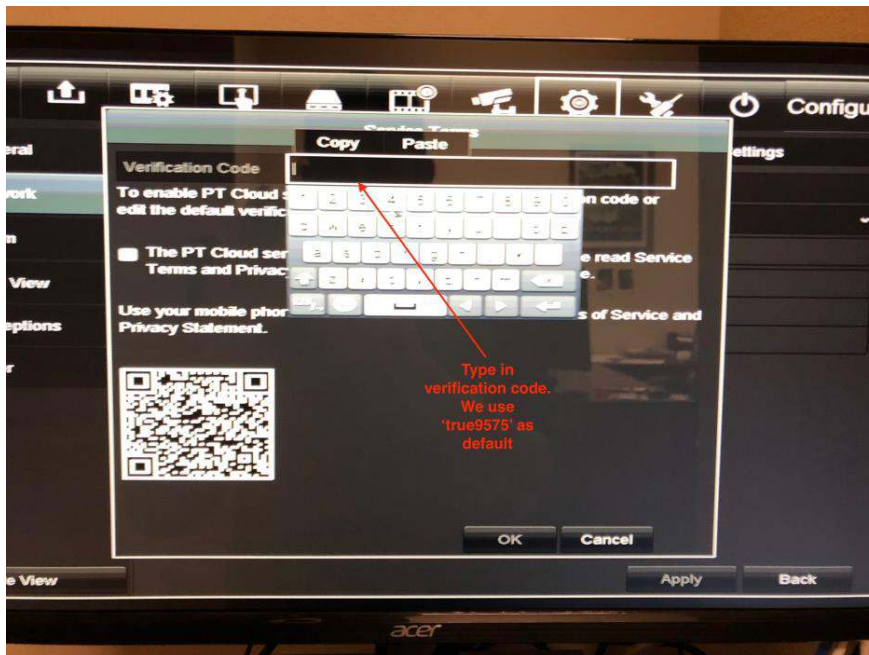 Configu
Service Terms
Copy Paste
ettings
eral
Verification Code
work
To enable PT Cloud s on code or
edit the default verific
m
The PT Cloud ser e read Service
Terms and Privac e.
View
Use your mobile phor s of Service and
Privacy Statement.
eptions
r
Type in
verification code.
We use
'true9575' as
default
OK Cancel
e View Apply Back
acer